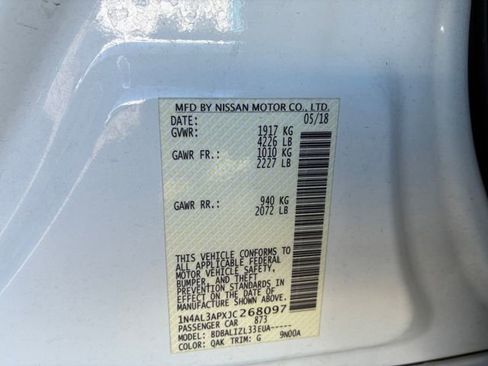 MFD BY NISSAN MOTOR CO., LTD.
DATE: 05/18
GVWR: 1917 KG
4226 LB
GAWR FR.: 1010 KG
2227 LB
GAWR RR.: 940 KG
2072 LB
THIS VEHICLE CONFORMS TO
ALL APPLICABLE FEDERAL
MOTOR VEHICLE SAFETY,
BUMPER, AND THEFT
PREVENTION STANDARDS IN
EFFECT ON THE DATE OF
MANUFACTURE SHOWN ABOVE.
1N4AL3APXJC268097
PASSENGER CAR 873
MODEL: BDBALIZL33EUA-----
COLOR: QAK TRIM: G 9N00A